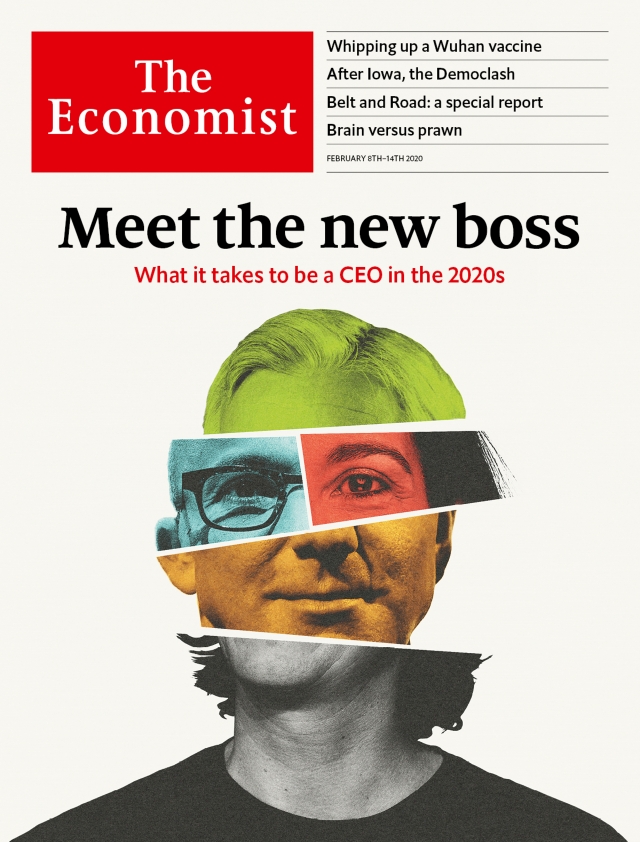 The
Economist
Whipping up a Wuhan vaccine
After Iowa, the Democlash
Belt and Road: a special report
Brain versus prawn
FEBRUARY 8TH–14TH 2020
Meet the new boss
What it takes to be a CEO in the 2020s